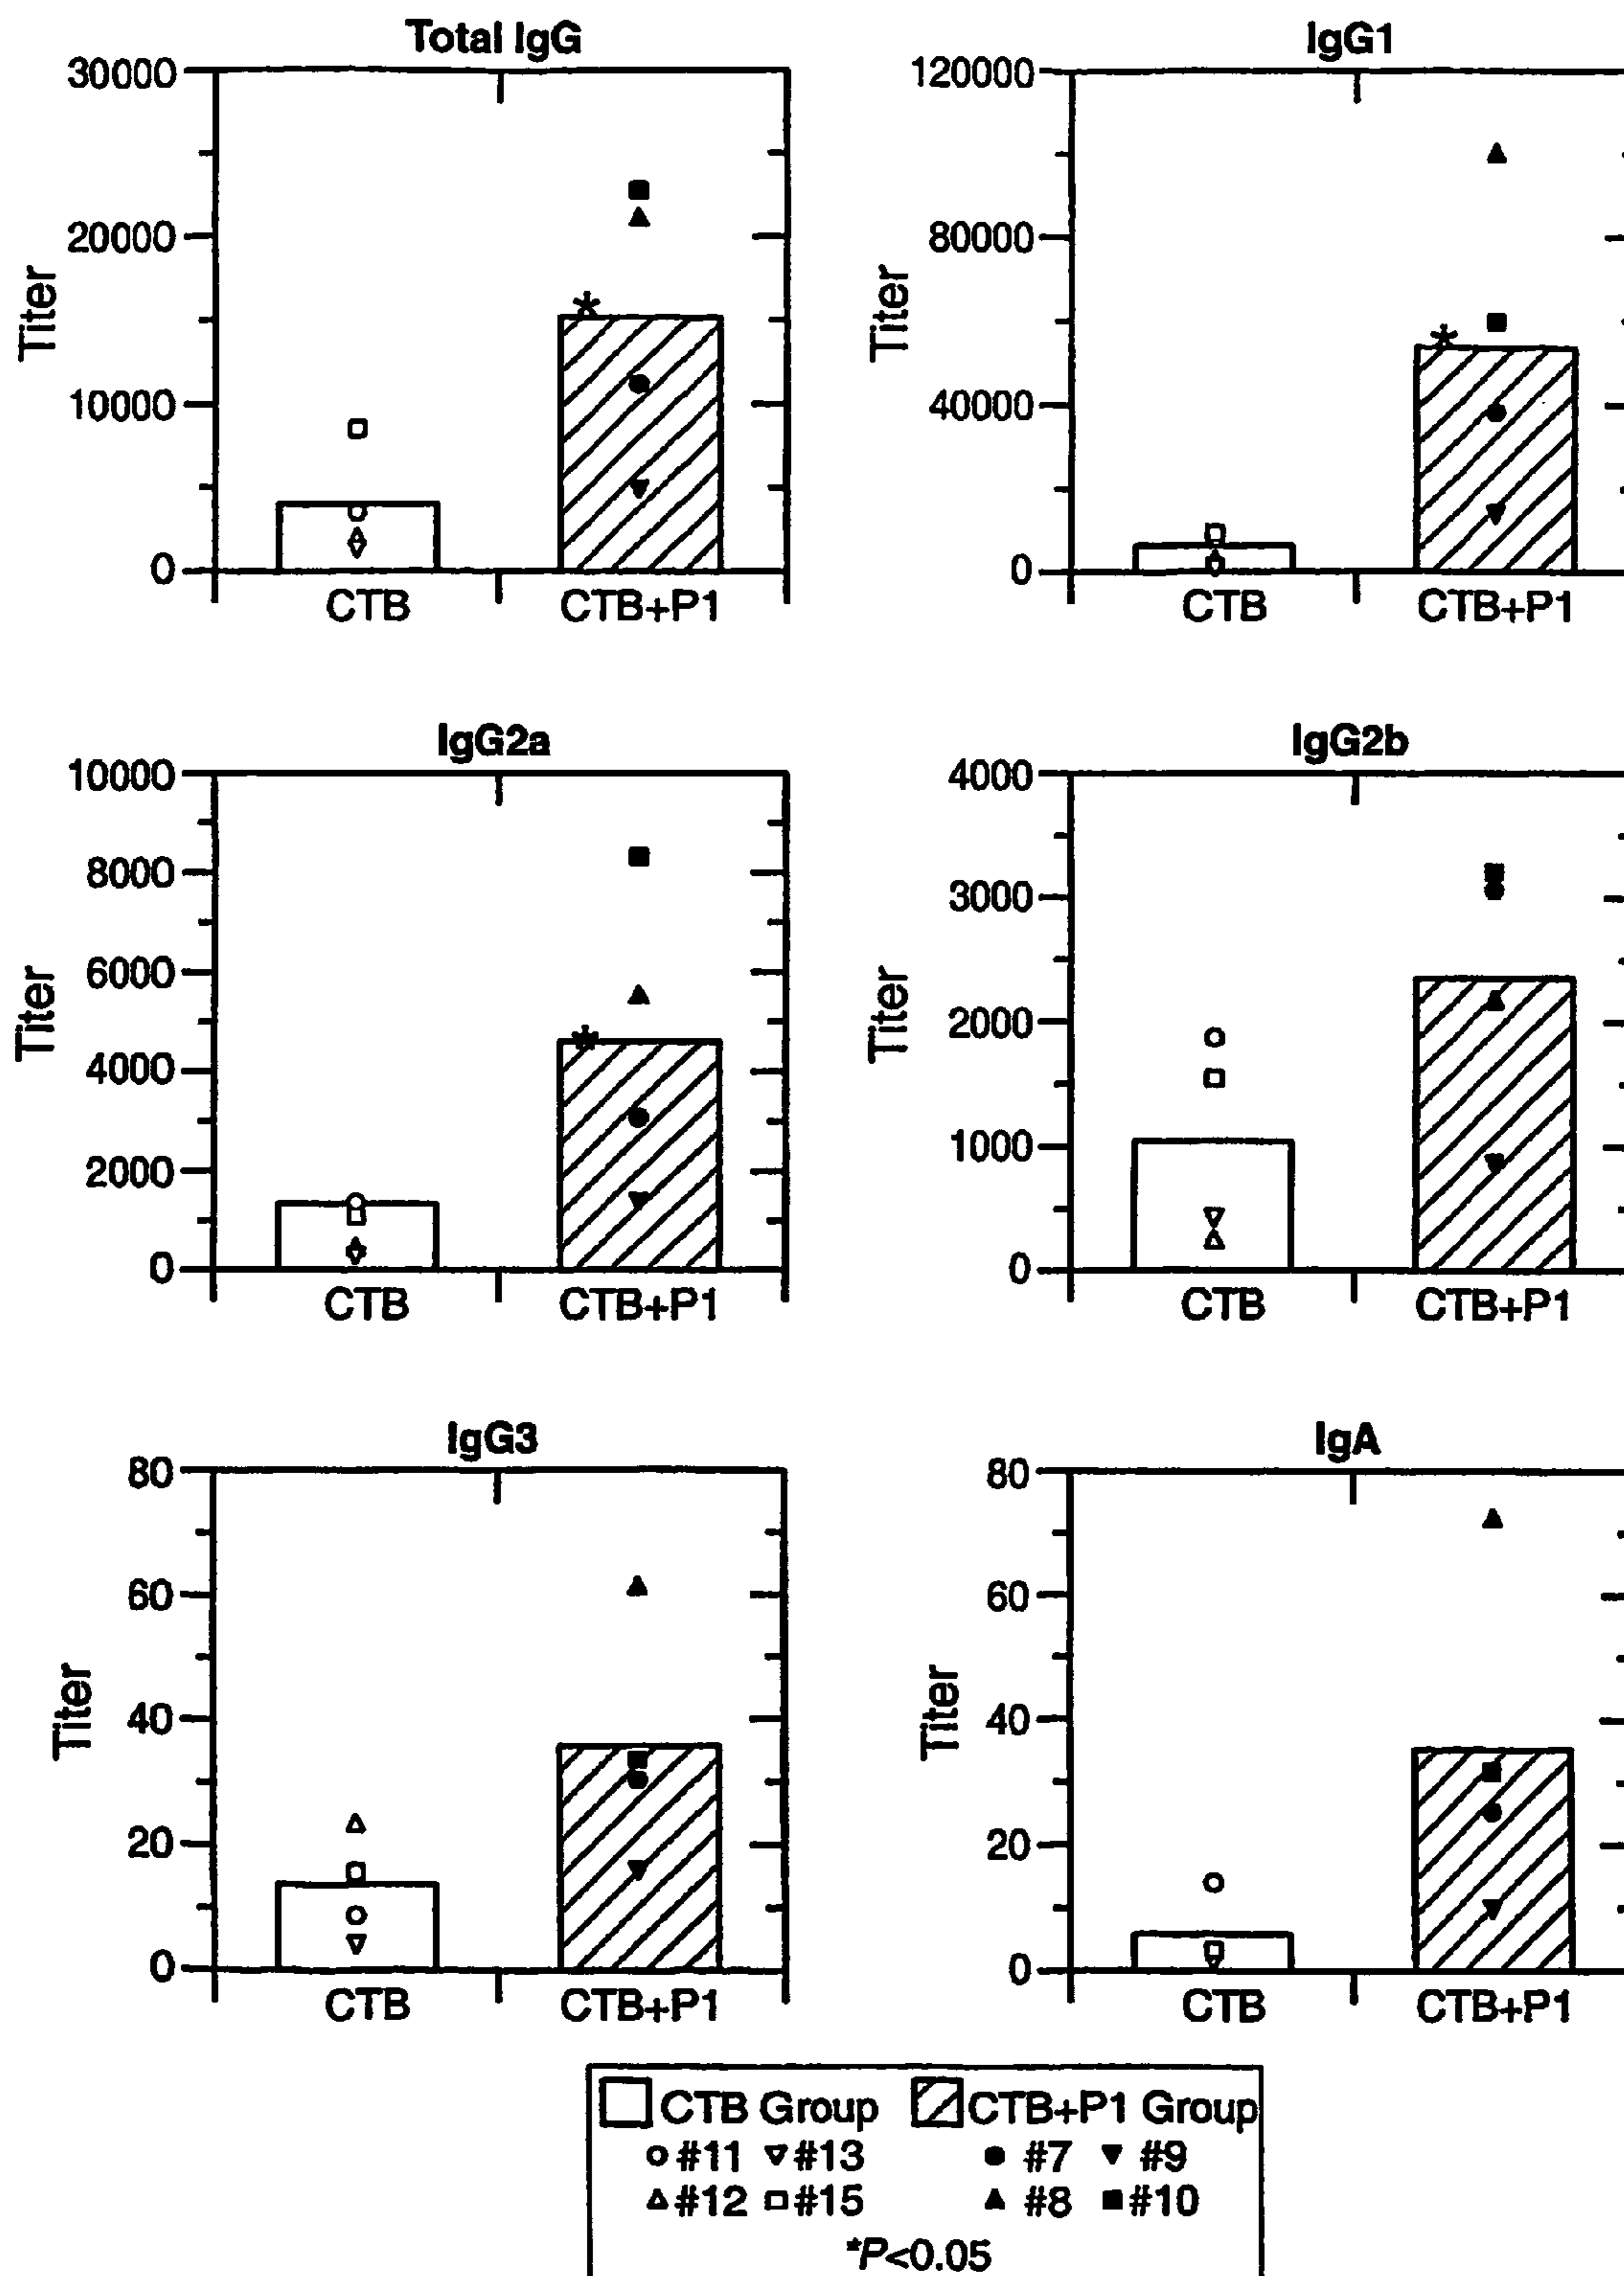 Total IgG
30000
20000
10000
0
Titer
CTB CTB+P1
IgG1
120000
80000
40000
0
Titer
CTB CTB+P1
IgG2a
10000
8000
6000
4000
2000
0
Titer
CTB CTB+P1
IgG2b
4000
3000
2000
1000
0
Titer
CTB CTB+P1
IgG3
80
60
40
20
0
Titer
CTB CTB+P1
IgA
80
60
40
20
0
Titer
CTB CTB+P1
CTB Group CTB+P1 Group
#11 #13 #7 #9
#12 #15 #8 #10
*P<0.05